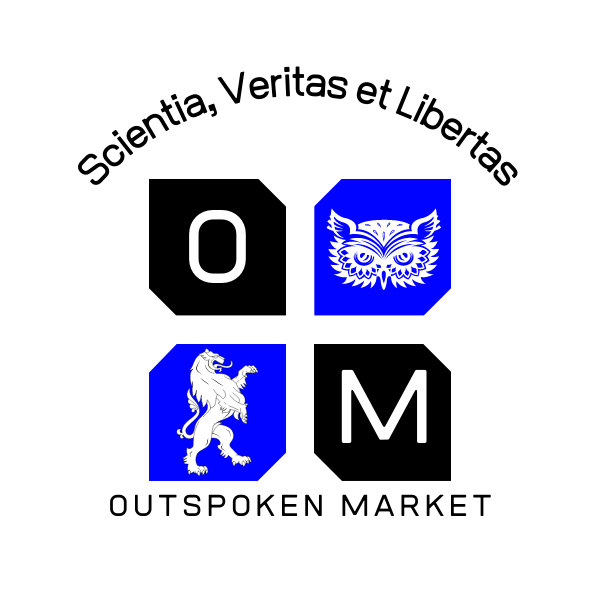 Scientia, Veritas et Libertas
O
M
OUTSPOKEN MARKET